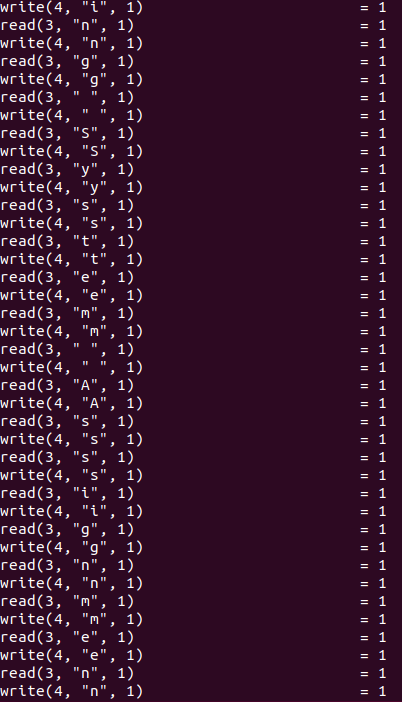 write(4, "i", 1)                        = 1
read(3, "n", 1)                         = 1
write(4, "n", 1)                        = 1
read(3, "g", 1)                         = 1
write(4, "g", 1)                        = 1
read(3, " ", 1)                         = 1
write(4, " ", 1)                        = 1
read(3, "S", 1)                         = 1
write(4, "S", 1)                        = 1
read(3, "y", 1)                         = 1
write(4, "y", 1)                        = 1
read(3, "s", 1)                         = 1
write(4, "s", 1)                        = 1
read(3, "t", 1)                         = 1
write(4, "t", 1)                        = 1
read(3, "e", 1)                         = 1
write(4, "e", 1)                        = 1
read(3, "m", 1)                         = 1
write(4, "m", 1)                        = 1
read(3, " ", 1)                         = 1
write(4, " ", 1)                        = 1
read(3, "A", 1)                         = 1
write(4, "A", 1)                        = 1
read(3, "s", 1)                         = 1
write(4, "s", 1)                        = 1
read(3, "s", 1)                         = 1
write(4, "s", 1)                        = 1
read(3, "i", 1)                         = 1
write(4, "i", 1)                        = 1
read(3, "g", 1)                         = 1
write(4, "g", 1)                        = 1
read(3, "n", 1)                         = 1
write(4, "n", 1)                        = 1
read(3, "m", 1)                         = 1
write(4, "m", 1)                        = 1
read(3, "e", 1)                         = 1
write(4, "e", 1)                        = 1
read(3, "n", 1)                         = 1
write(4, "n", 1)                        = 1